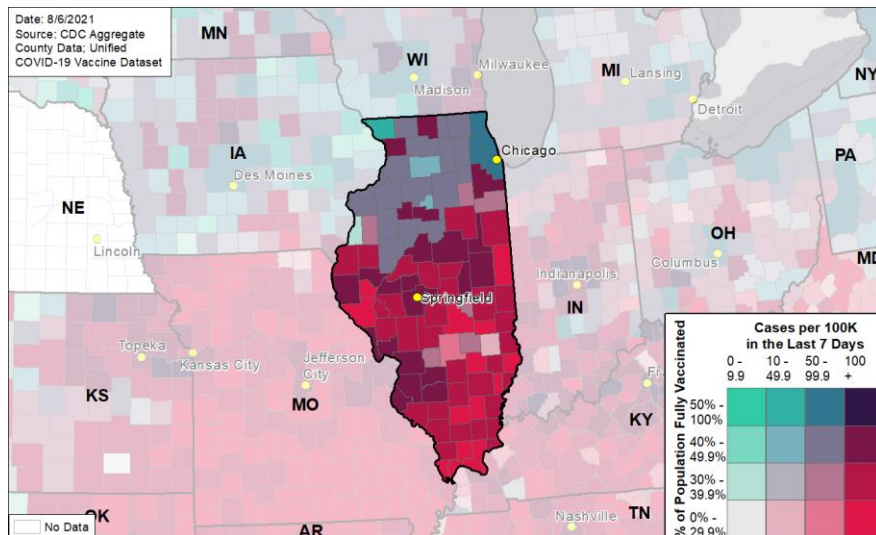 Date: 8/6/2021
Source: CDC Aggregate
County Data; Unified
COVID-19 Vaccine Dataset
MN
WI
Milwaukee
Madison
MI
Lansing
Detroit
NY
IA
Des Moines
Chicago
PA
NE
Lincoln
OH
Columbus
MD
Indianapolis
IN
Springfield
Topeka
Kansas City
Jefferson
City
KS
MO
KY
Fra
OK
AR
Nashville
TN
No Data
Cases per 100K
in the Last 7 Days
0 -
9.9
10 -
49.9
50 -
99.9
100
+
% of Population Fully Vaccinated
50% -
100%
40% -
49.9%
30% -
39.9%
0% -
29.9%